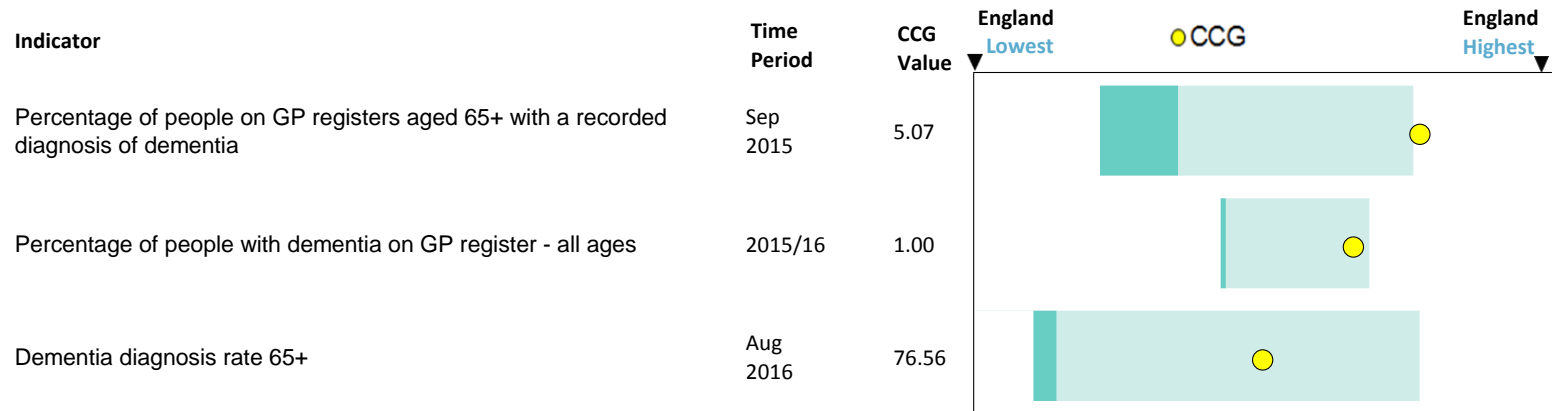 Indicator
Time
Period
CCG
Value
England
Lowest
CCG
England
Highest
Percentage of people on GP registers aged 65+ with a recorded
diagnosis of dementia
Sep
2015
5.07
Percentage of people with dementia on GP register - all ages
2015/16
1.00
Dementia diagnosis rate 65+
Aug
2016
76.56